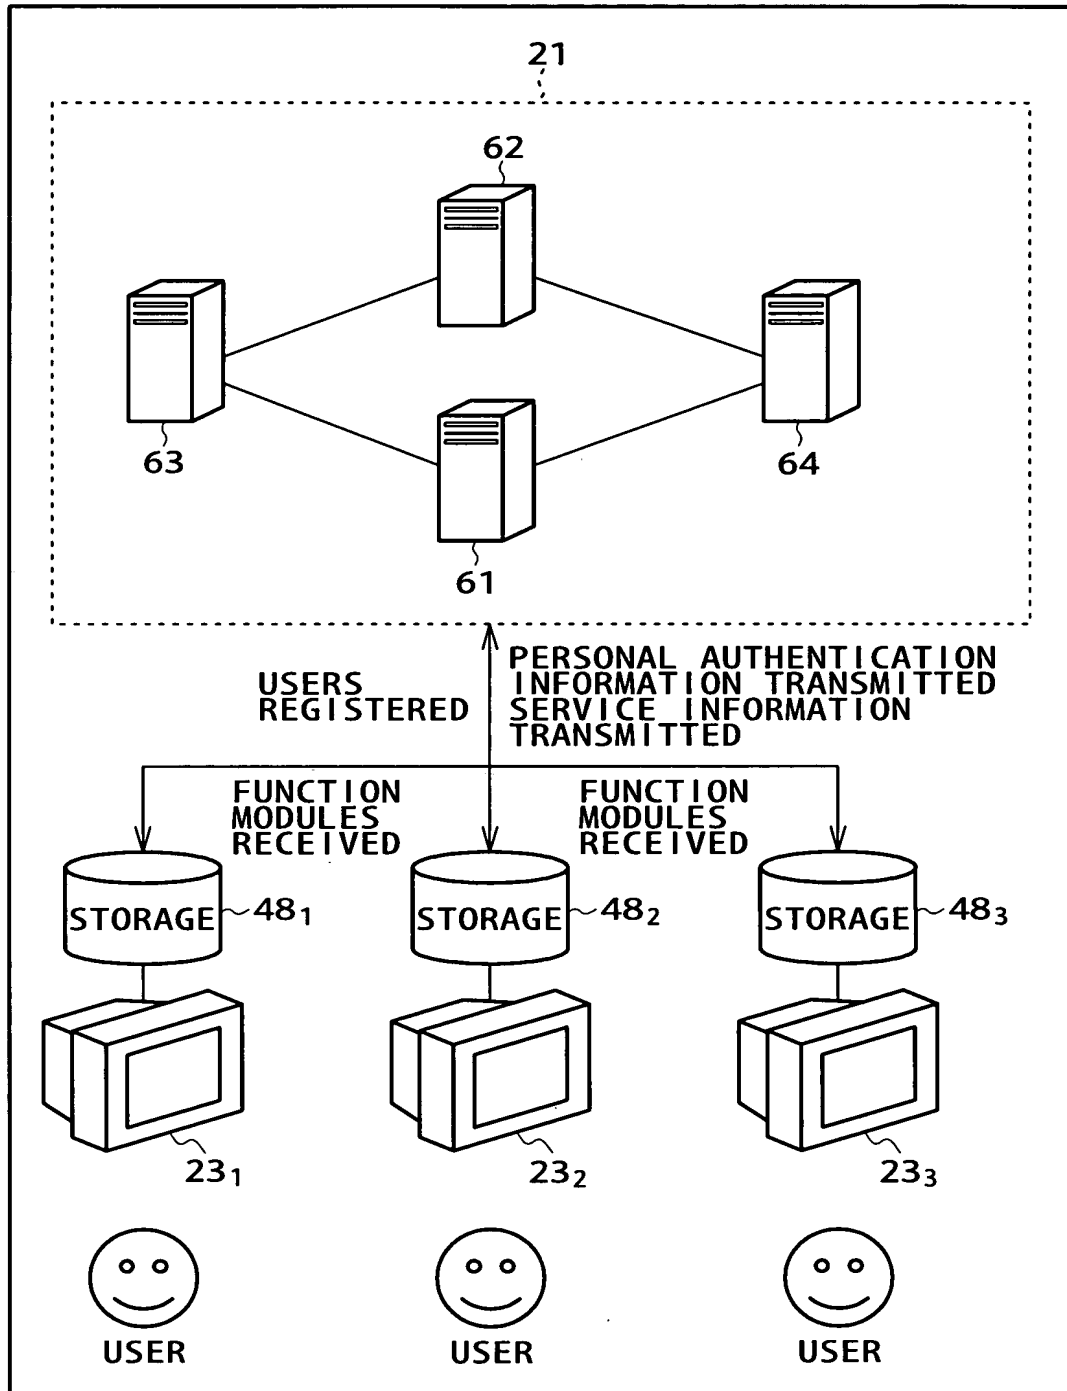 21
62
63
64
61
USERS
REGISTERED
PERSONAL AUTHENTICATION
INFORMATION TRANSMITTED
SERVICE INFORMATION
TRANSMITTED
FUNCTION
MODULES
RECEIVED
FUNCTION
MODULES
RECEIVED
STORAGE 48₁
STORAGE 48₂
STORAGE 48₃
23₁
23₂
23₃
USER
USER
USER